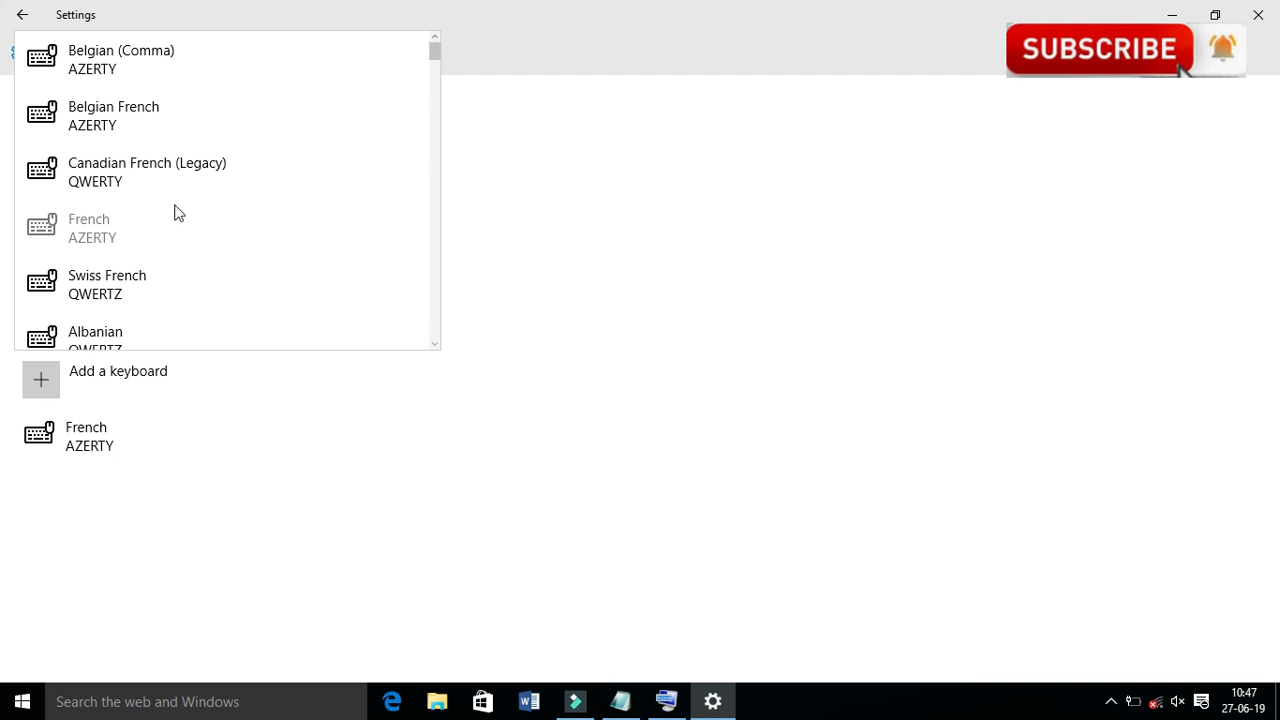 Settings
SUBSCRIBE
Belgian (Comma)
AZERTY
Belgian French
AZERTY
Canadian French (Legacy)
QWERTY
French
AZERTY
Swiss French
QWERTZ
Albanian
QWERTZ
Add a keyboard
French
AZERTY
Search the web and Windows
10:47
27-06-19